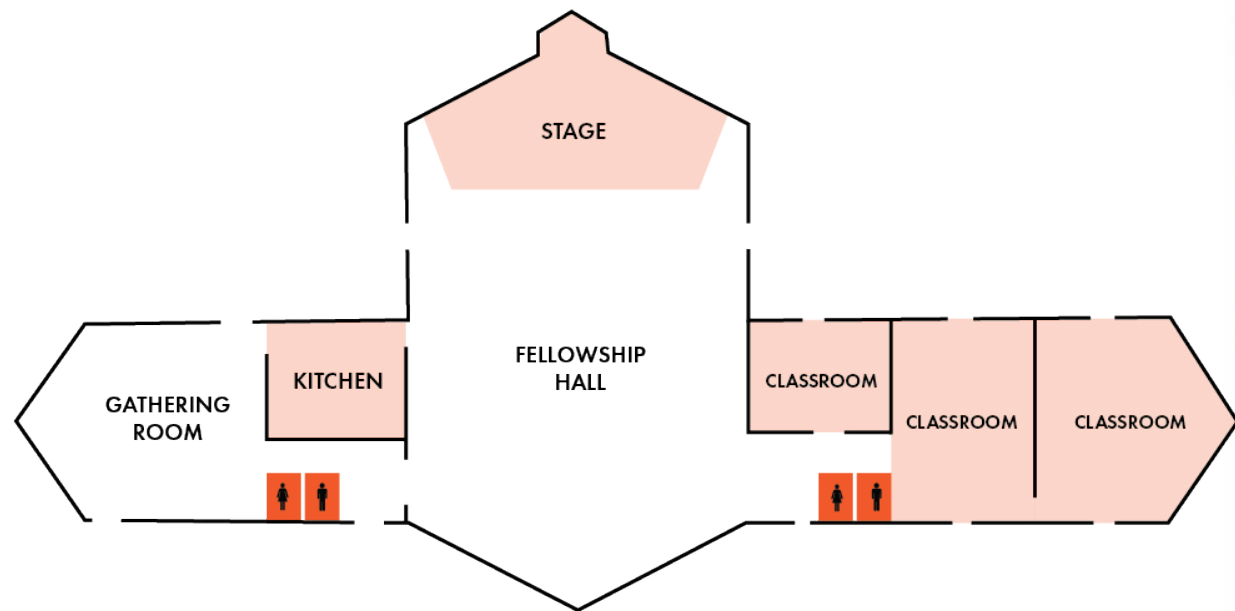 STAGE
FELLOWSHIP
HALL
KITCHEN
GATHERING
ROOM
CLASSROOM
CLASSROOM
CLASSROOM